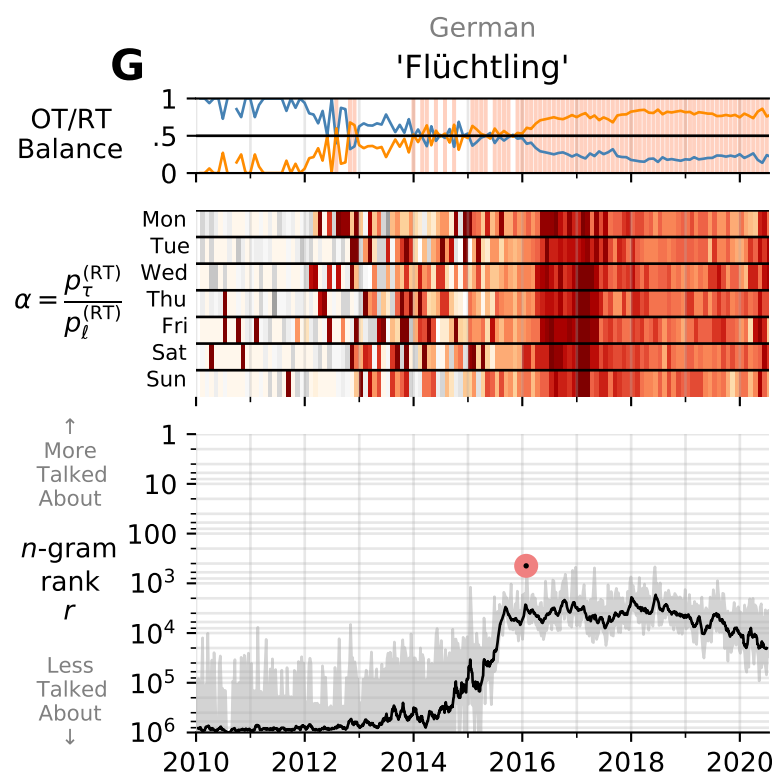 German
G
'Flüchtling'
OT/RT
Balance
1
.5
0
Mon
Tue
Wed
Thu
Fri
Sat
Sun
α = p_τ^(RT) / p_ℓ^(RT)
↑
More
Talked
About
n-gram
rank
r
Less
Talked
About
↓
1
10
100
10³
10⁴
10⁵
10⁶
2010 2012 2014 2016 2018 2020